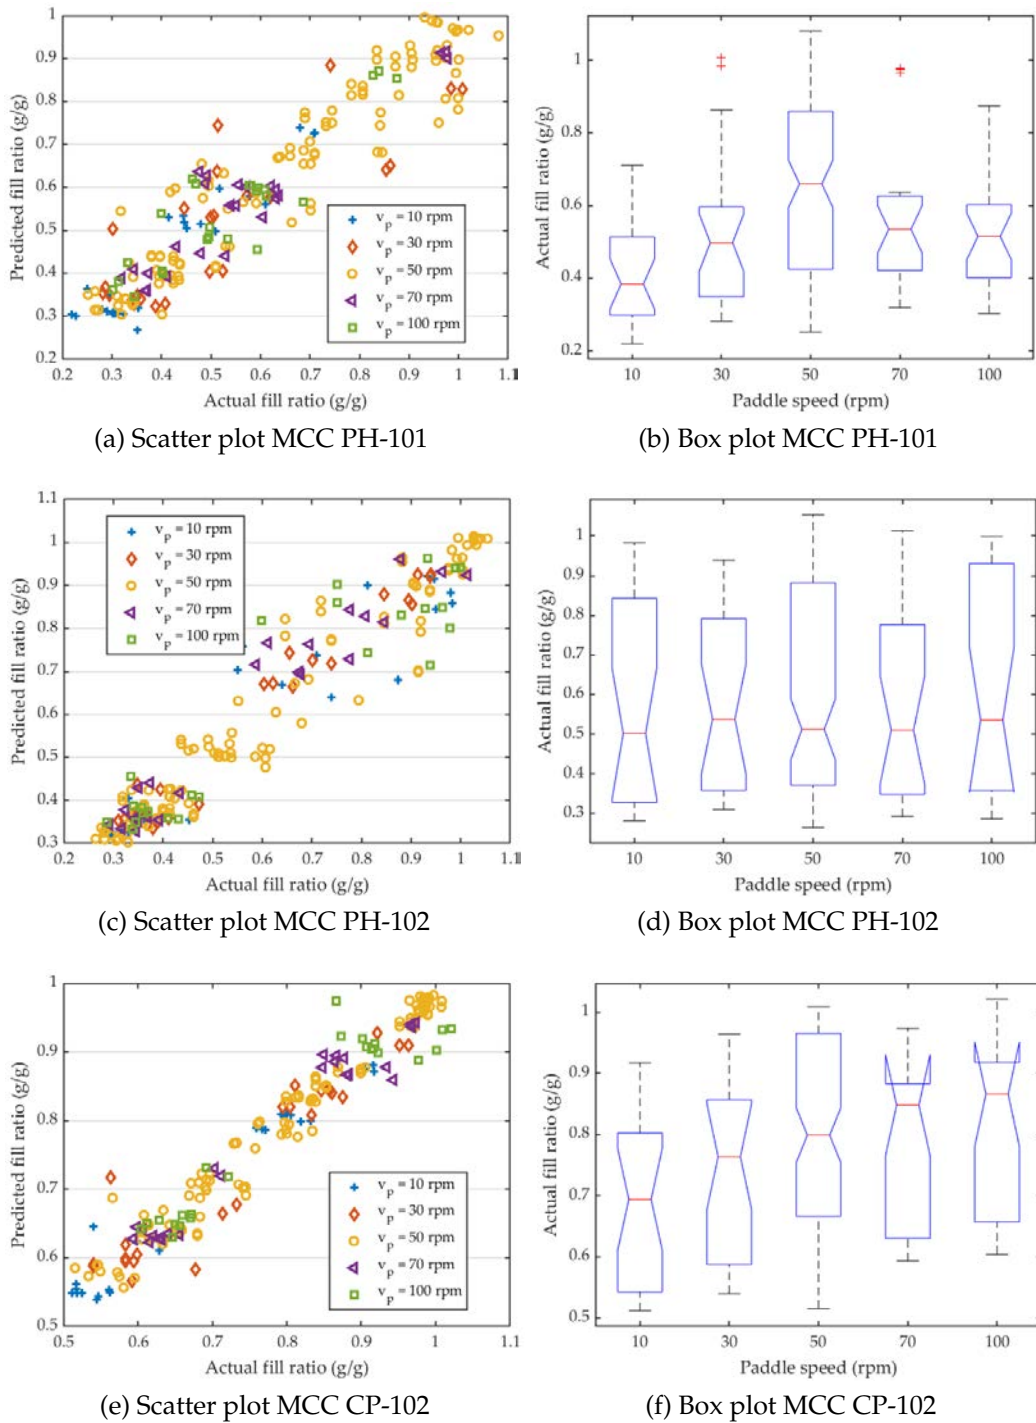 1
0.9
0.8
0.7
0.6
0.5
0.4
0.3
0.2
0.2 0.3 0.4 0.5 0.6 0.7 0.8 0.9 1 1.1
Predicted fill ratio (g/g)
Actual fill ratio (g/g)
v_p = 10 rpm
v_p = 30 rpm
v_p = 50 rpm
v_p = 70 rpm
v_p = 100 rpm
(a) Scatter plot MCC PH-101
1
0.8
0.6
0.4
0.2
10 30 50 70 100
Actual fill ratio (g/g)
Paddle speed (rpm)
(b) Box plot MCC PH-101
1.1
1
0.9
0.8
0.7
0.6
0.5
0.4
0.3
0.2 0.3 0.4 0.5 0.6 0.7 0.8 0.9 1 1.1
Predicted fill ratio (g/g)
Actual fill ratio (g/g)
v_p = 10 rpm
v_p = 30 rpm
v_p = 50 rpm
v_p = 70 rpm
v_p = 100 rpm
(c) Scatter plot MCC PH-102
1
0.9
0.8
0.7
0.6
0.5
0.4
0.3
10 30 50 70 100
Actual fill ratio (g/g)
Paddle speed (rpm)
(d) Box plot MCC PH-102
1
0.9
0.8
0.7
0.6
0.5
0.5 0.6 0.7 0.8 0.9 1 1.1
Predicted fill ratio (g/g)
Actual fill ratio (g/g)
v_p = 10 rpm
v_p = 30 rpm
v_p = 50 rpm
v_p = 70 rpm
v_p = 100 rpm
(e) Scatter plot MCC CP-102
1
0.9
0.8
0.7
0.6
0.5
10 30 50 70 100
Actual fill ratio (g/g)
Paddle speed (rpm)
(f) Box plot MCC CP-102